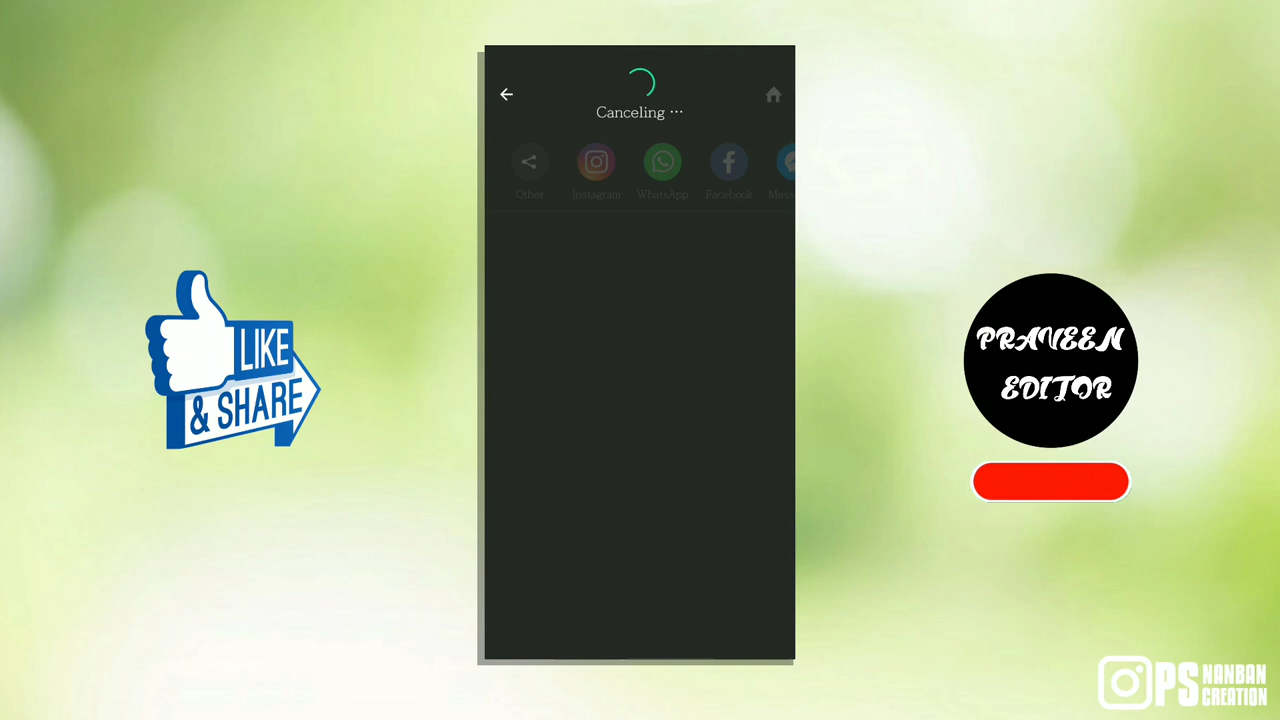 Canceling ···
Other
Instagram
WhatsApp
Facebook
LIKE
& SHARE
PRAVEEN
EDITOR
PS NANBAN
CREATION